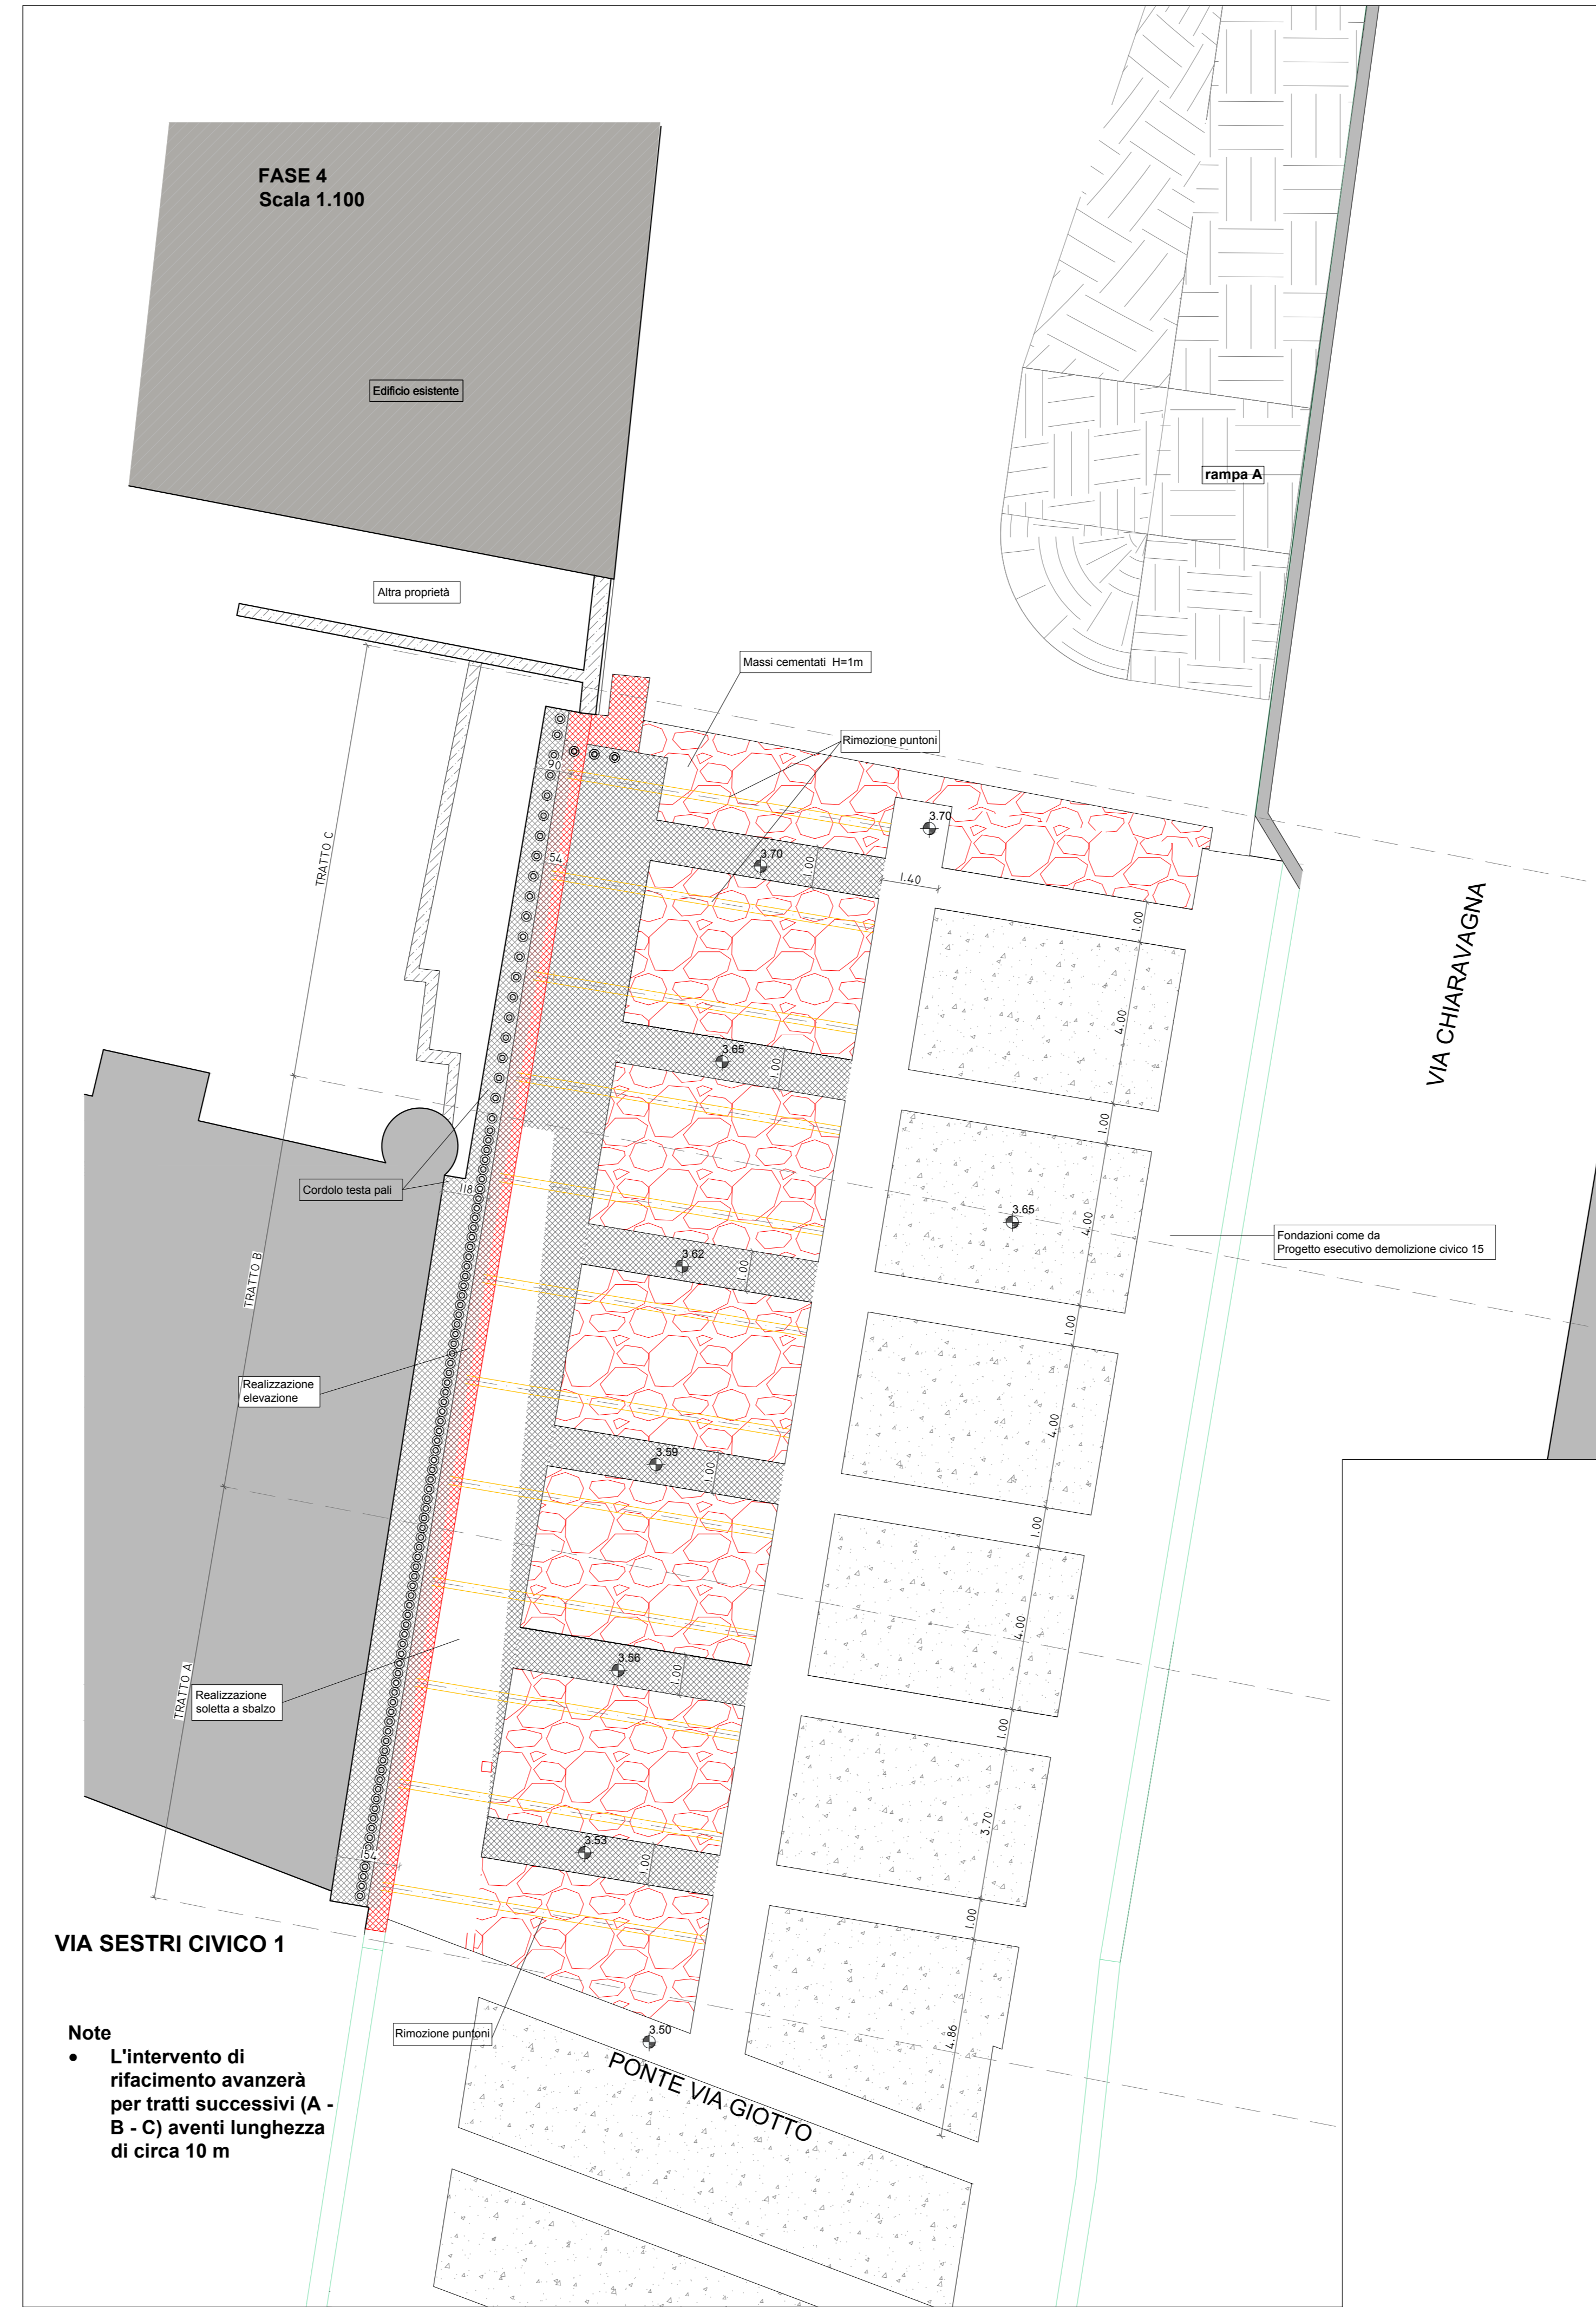 FASE 4
Scala 1.100
Edificio esistente
rampa A
Altra proprietà
Massi cementati H=1m
Rimozione puntoni
90
3.70
3.70
1.00
54
1.40
TRATTO C
1.00
VIA CHIARAVAGNA
4.00
3.65
1.00
1.00
Cordolo testa pali
118
3.65
4.00
Fondazioni come da
Progetto esecutivo demolizione civico 15
3.62
1.00
TRATTO B
1.00
Realizzazione
elevazione
4.00
3.59
1.00
1.00
4.00
3.56
1.00
TRATTO A
Realizzazione
soletta a sbalzo
1.00
3.70
3.53
1.00
154
1.00
VIA SESTRI CIVICO 1
Note
• L'intervento di
rifacimento avanzerà
per tratti successivi (A -
B - C) aventi lunghezza
di circa 10 m
Rimozione puntoni
3.50
4.86
PONTE VIA GIOTTO